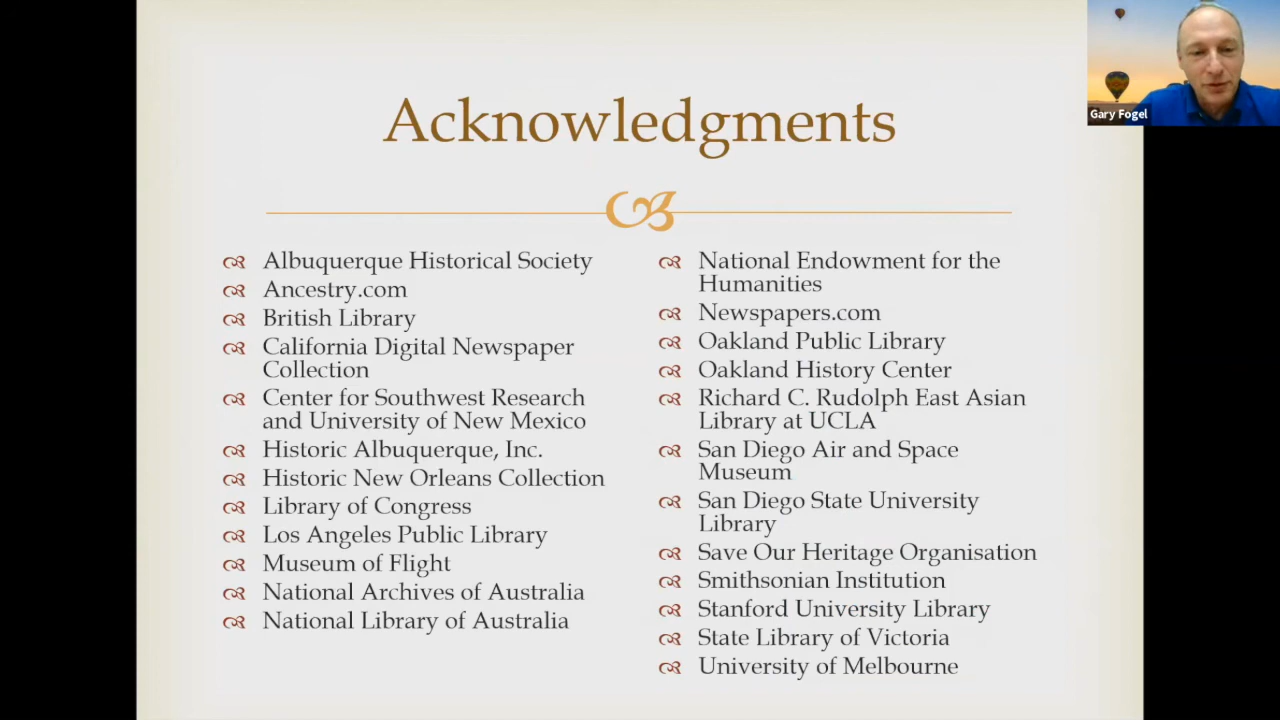 Acknowledgments
Albuquerque Historical Society
Ancestry.com
British Library
California Digital Newspaper
Collection
Center for Southwest Research
and University of New Mexico
Historic Albuquerque, Inc.
Historic New Orleans Collection
Library of Congress
Los Angeles Public Library
Museum of Flight
National Archives of Australia
National Library of Australia
National Endowment for the
Humanities
Newspapers.com
Oakland Public Library
Oakland History Center
Richard C. Rudolph East Asian
Library at UCLA
San Diego Air and Space
Museum
San Diego State University
Library
Save Our Heritage Organisation
Smithsonian Institution
Stanford University Library
State Library of Victoria
University of Melbourne
Gary Fogel